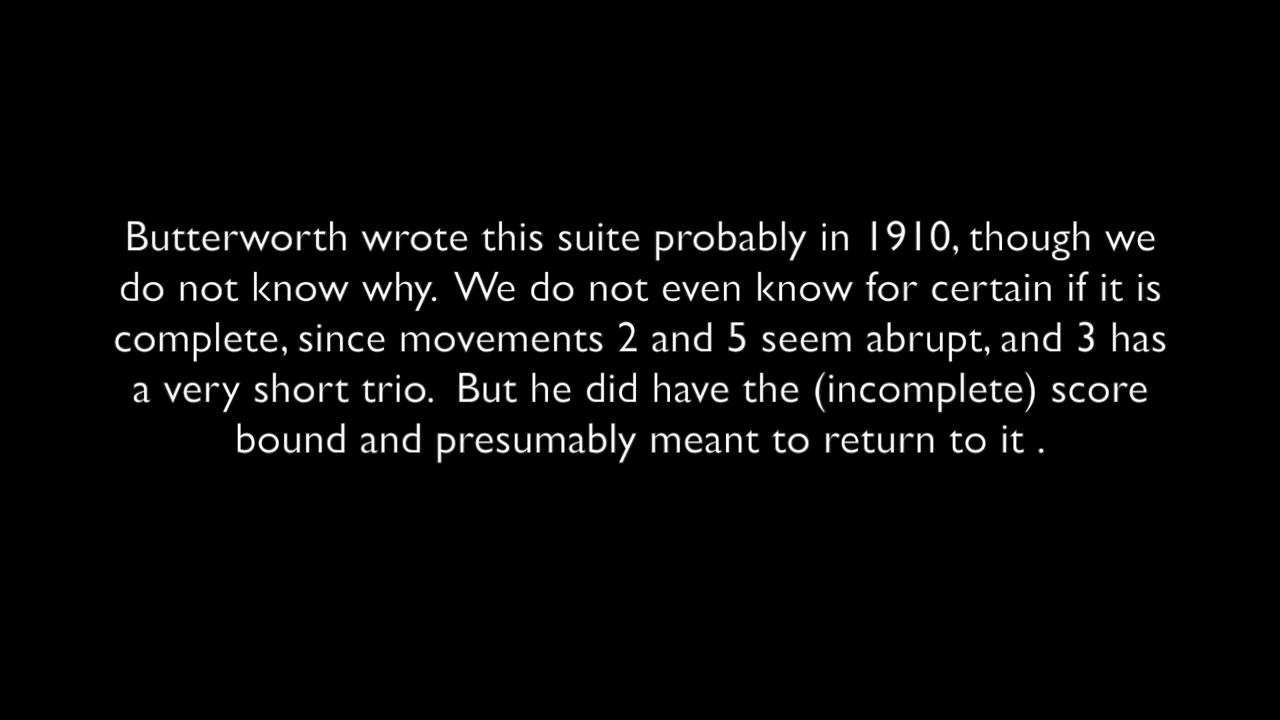 Butterworth wrote this suite probably in 1910, though we
do not know why.  We do not even know for certain if it is
complete, since movements 2 and 5 seem abrupt, and 3 has
a very short trio.  But he did have the (incomplete) score
bound and presumably meant to return to it .